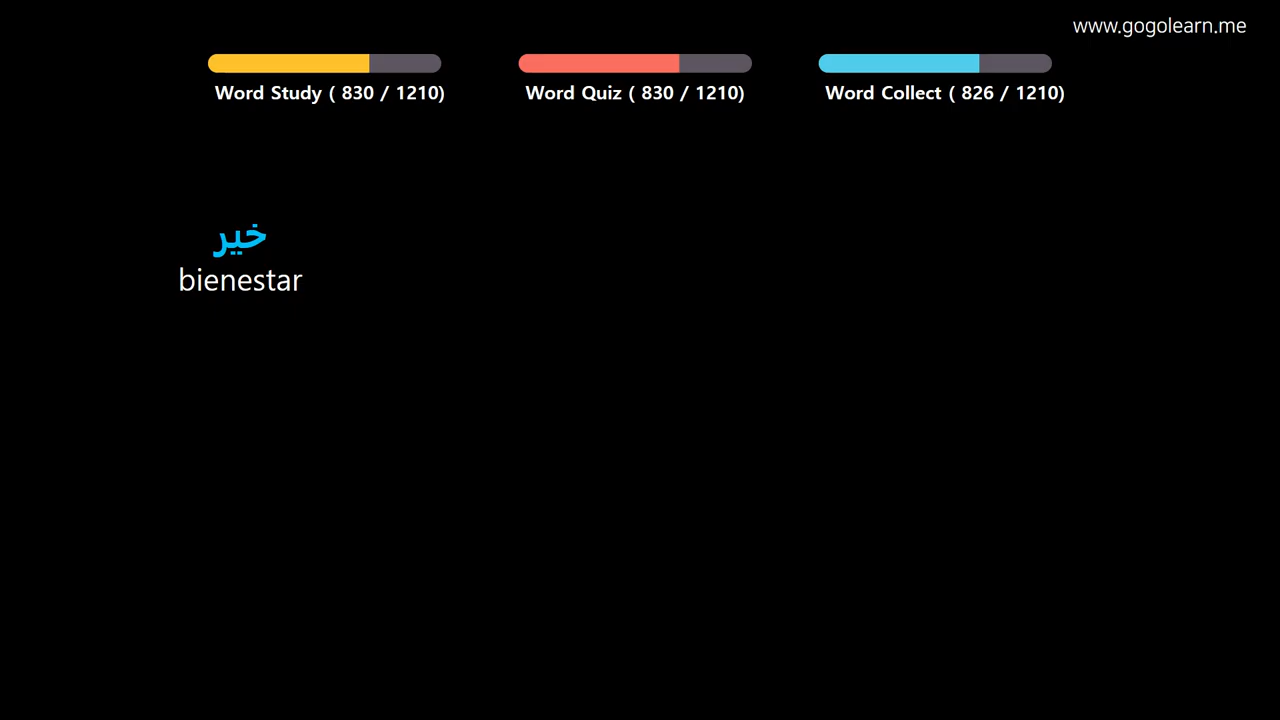 www.gogolearn.me
Word Study ( 830 / 1210)
Word Quiz ( 830 / 1210)
Word Collect ( 826 / 1210)
خير
bienestar